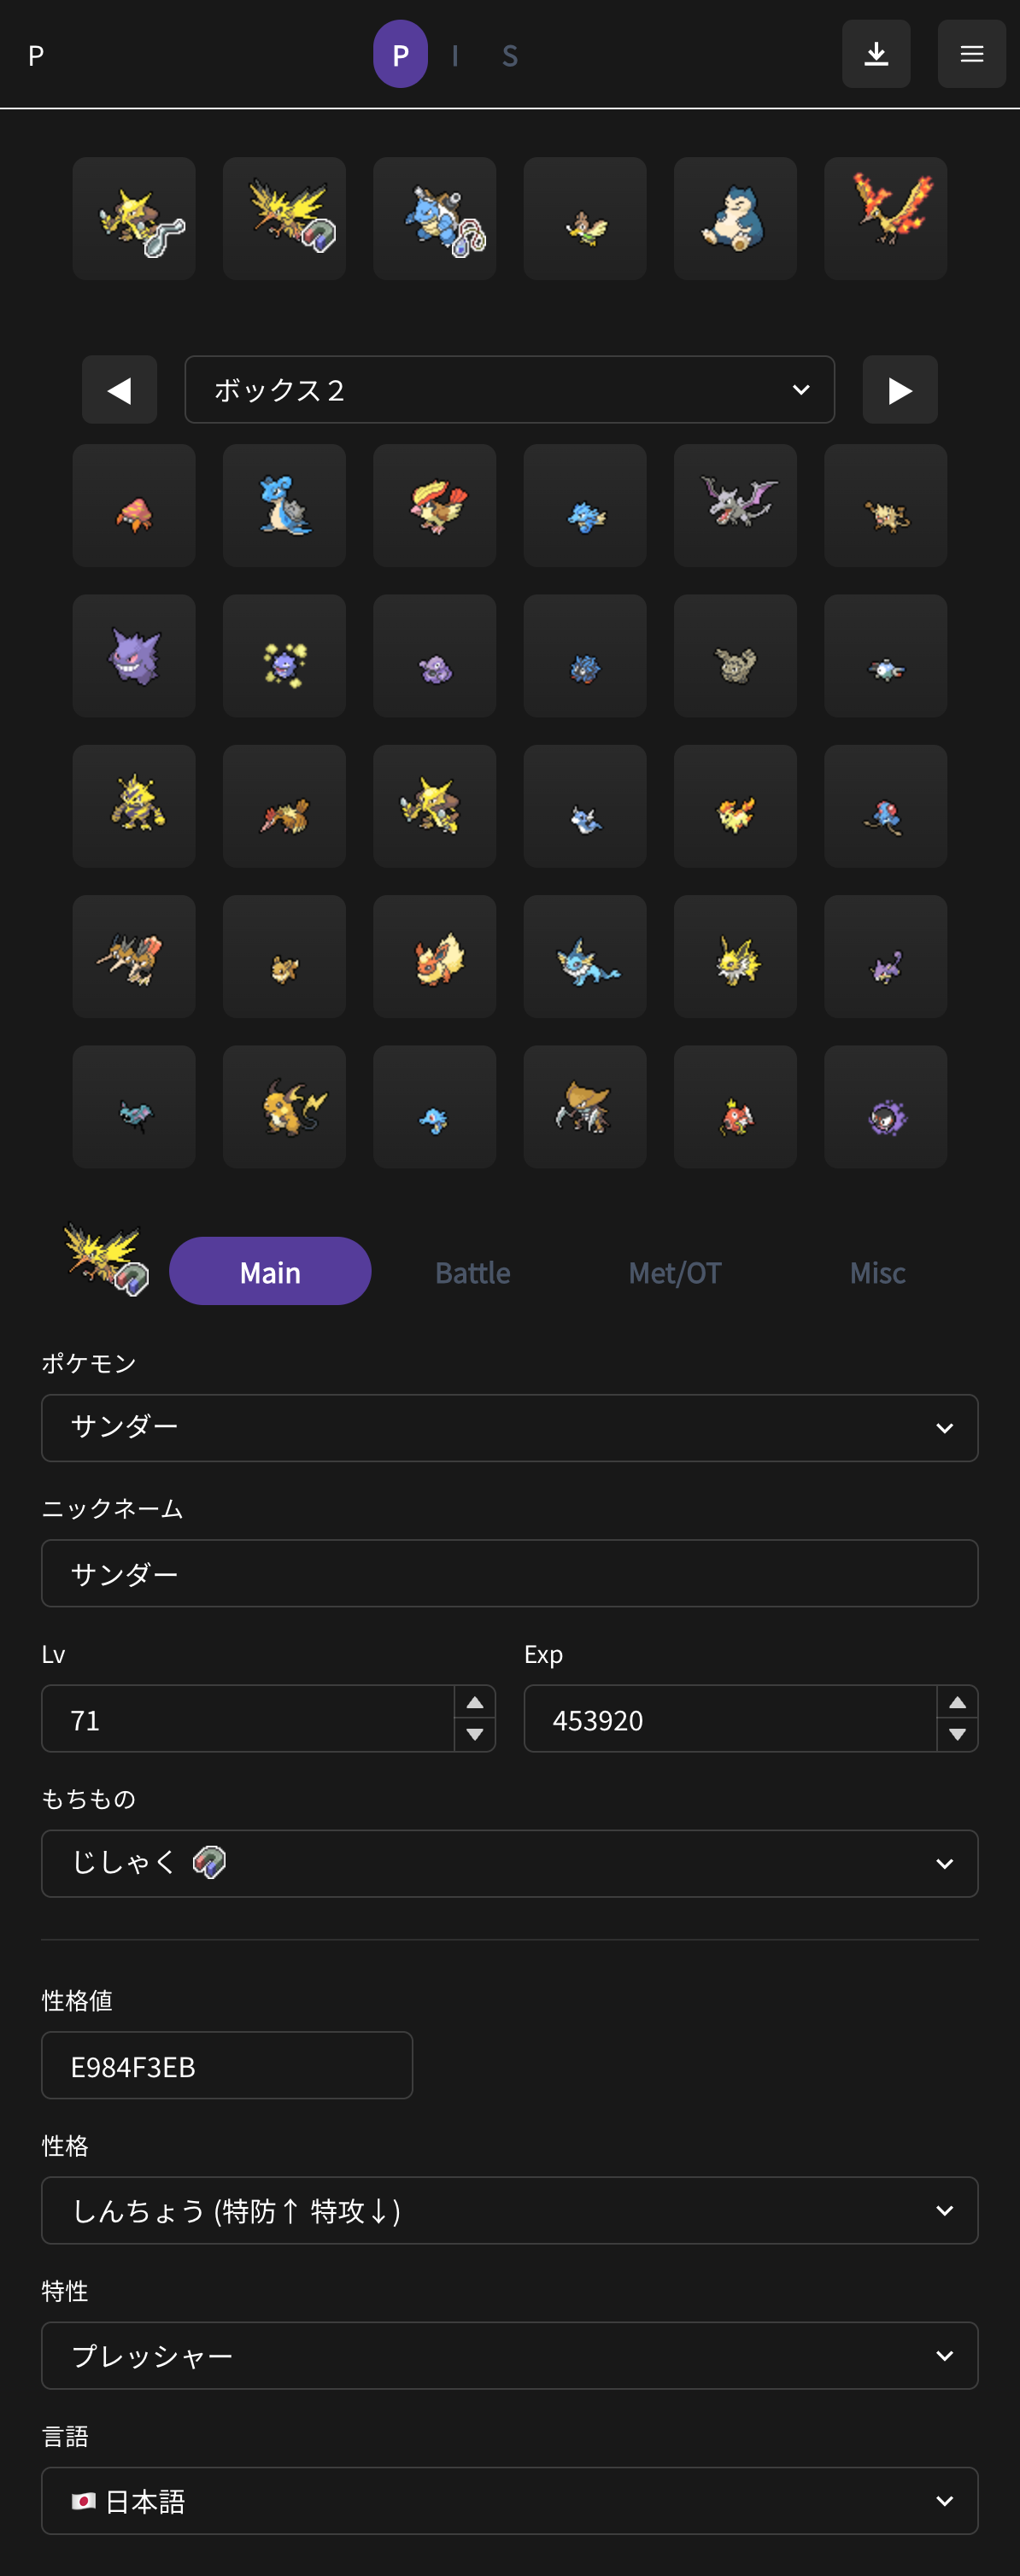 P
P I S
ボックス２
Main Battle Met/OT Misc
ポケモン
サンダー
ニックネーム
サンダー
Lv Exp
71 453920
もちもの
じしゃく
性格値
E984F3EB
性格
しんちょう (特防↑ 特攻↓)
特性
プレッシャー
言語
日本語